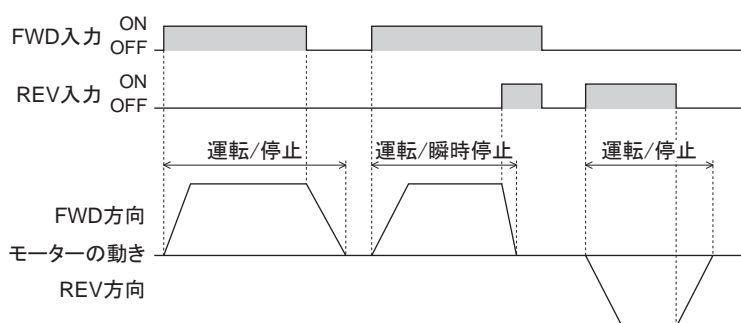 FWD入力 ON
OFF
REV入力 ON
OFF
運転/停止 運転/瞬時停止 運転/停止
FWD方向
モーターの動き
REV方向